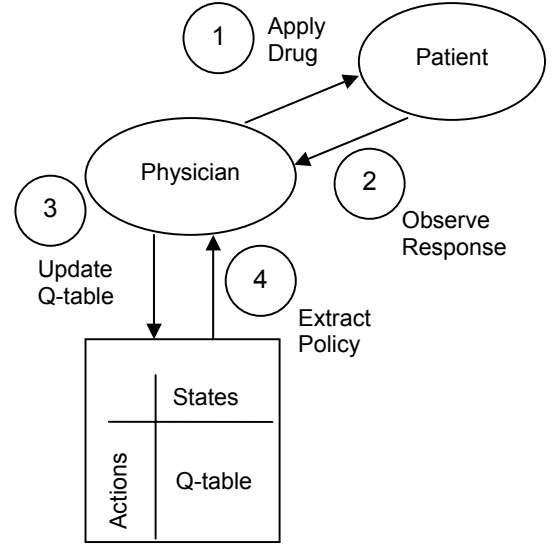 1
Apply
Drug
Patient
Physician
2
Observe
Response
3
Update
Q-table
4
Extract
Policy
States
Actions
Q-table